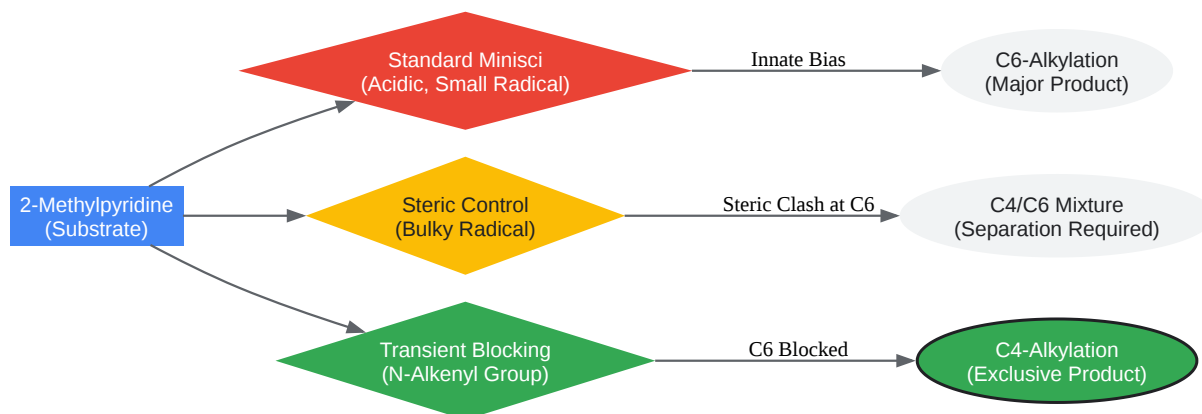 2-Methylpyridine
(Substrate)
Standard Minisci
(Acidic, Small Radical)
Innate Bias
C6-Alkylation
(Major Product)
Steric Control
(Bulky Radical)
Steric Clash at C6
C4/C6 Mixture
(Separation Required)
Transient Blocking
(N-Alkenyl Group)
C6 Blocked
C4-Alkylation
(Exclusive Product)